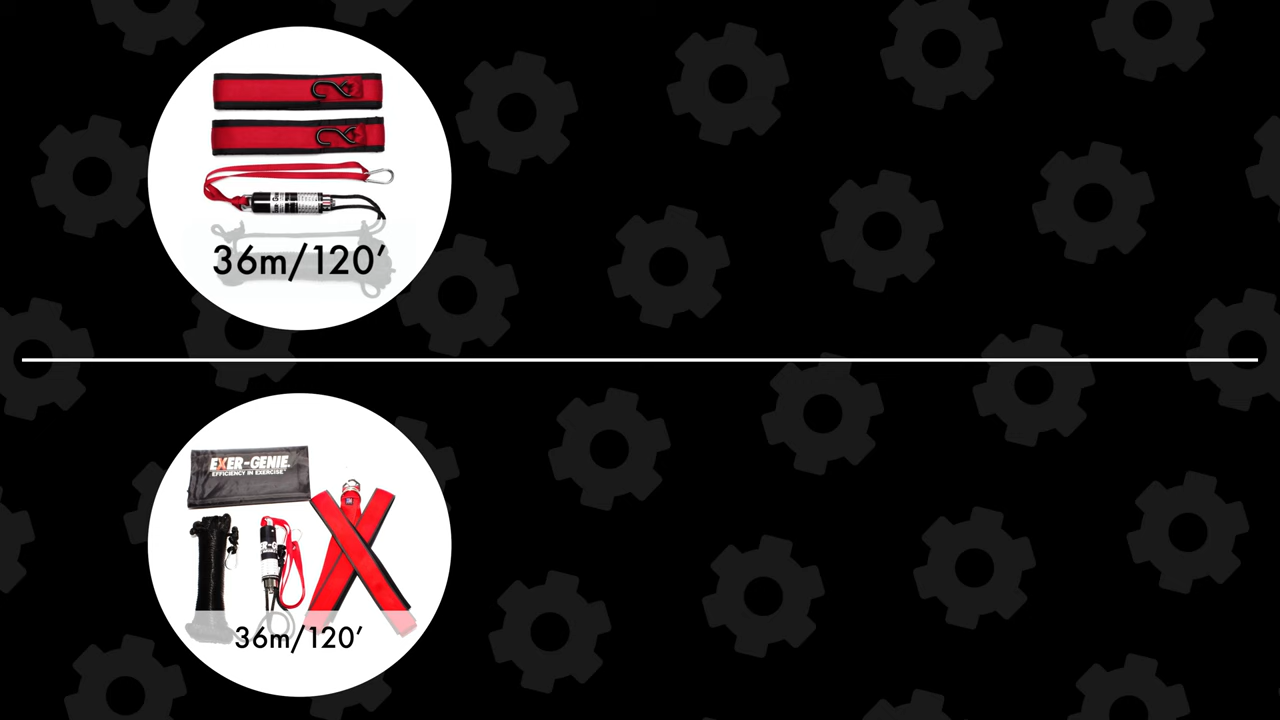 36m/120′
EXER-GENIE
EFFICIENCY IN EXERCISE
36m/120′